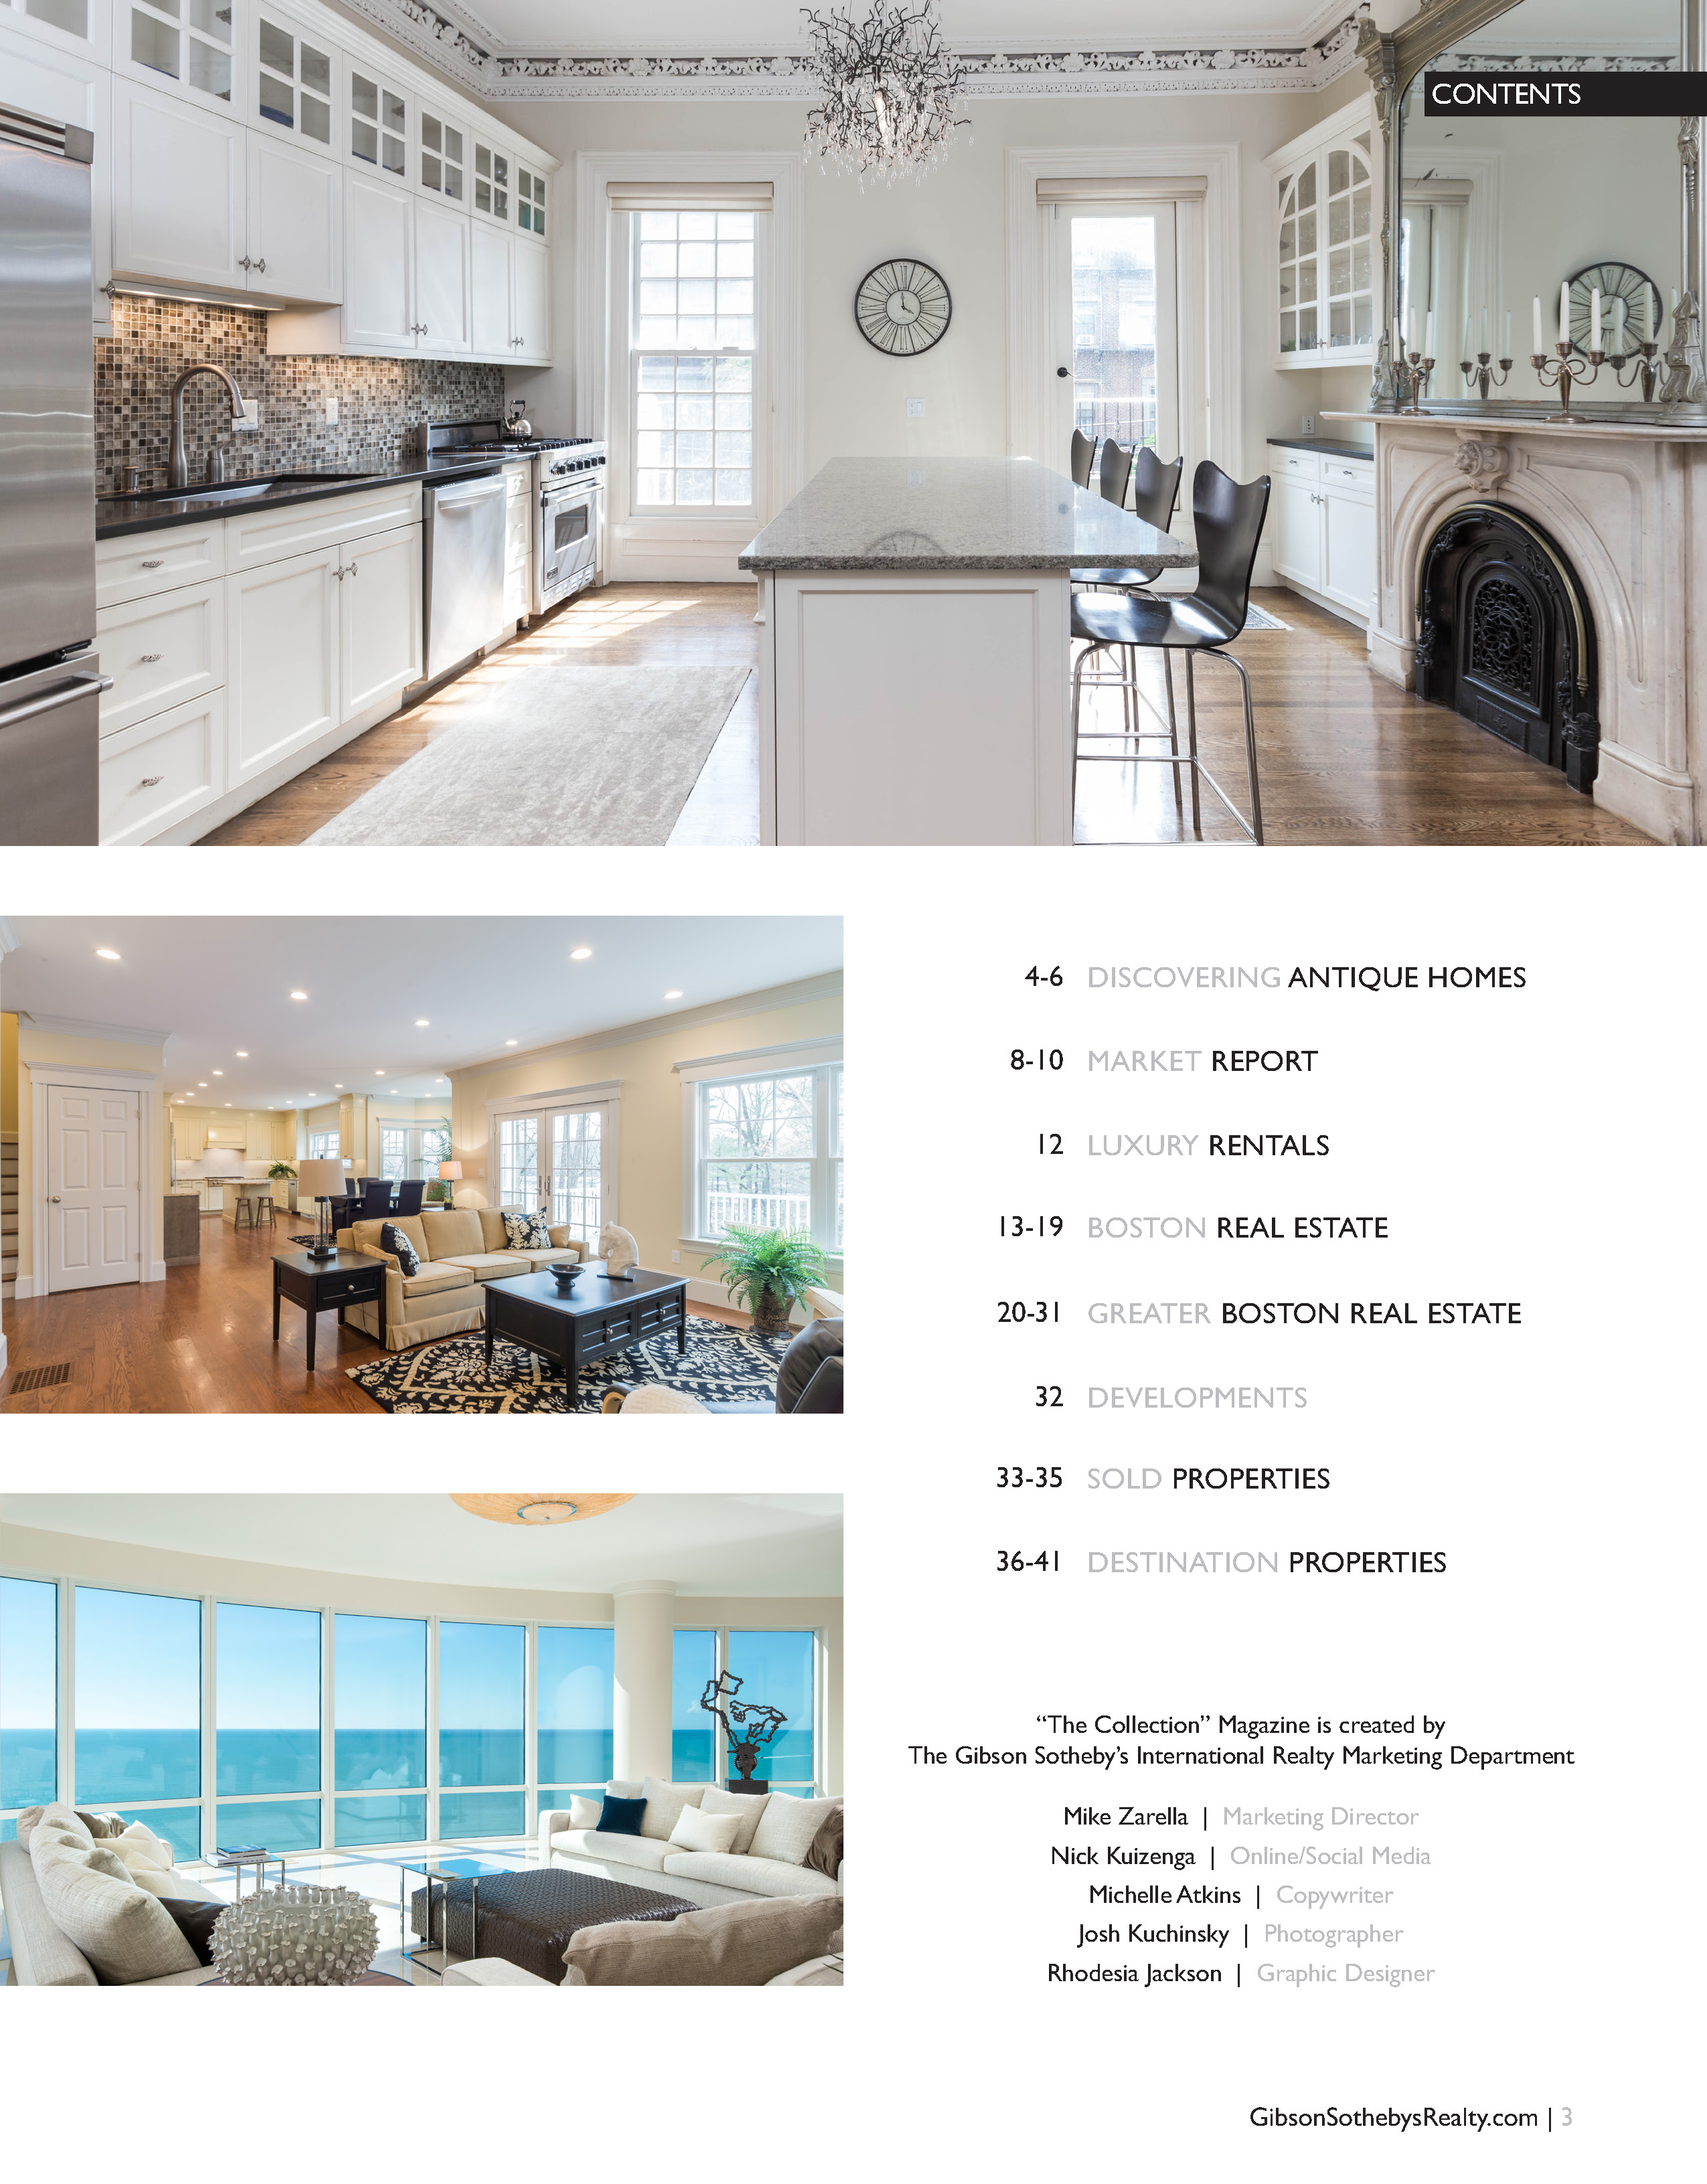 CONTENTS
4-6 DISCOVERING ANTIQUE HOMES
8-10 MARKET REPORT
12 LUXURY RENTALS
13-19 BOSTON REAL ESTATE
20-31 GREATER BOSTON REAL ESTATE
32 DEVELOPMENTS
33-35 SOLD PROPERTIES
36-41 DESTINATION PROPERTIES
“The Collection” Magazine is created by
The Gibson Sotheby’s International Realty Marketing Department
Mike Zarella | Marketing Director
Nick Kuizenga | Online/Social Media
Michelle Atkins | Copywriter
Josh Kuchinsky | Photographer
Rhodesia Jackson | Graphic Designer
GibsonSothebysRealty.com | 3